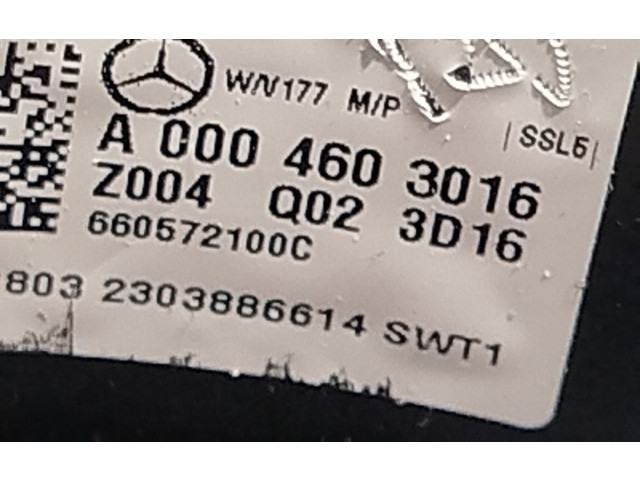 W/V177 M/P
|SSL5|
A 000 460 3016
Z004 Q02 3D16
660572100C
803 2303886614 SWT1